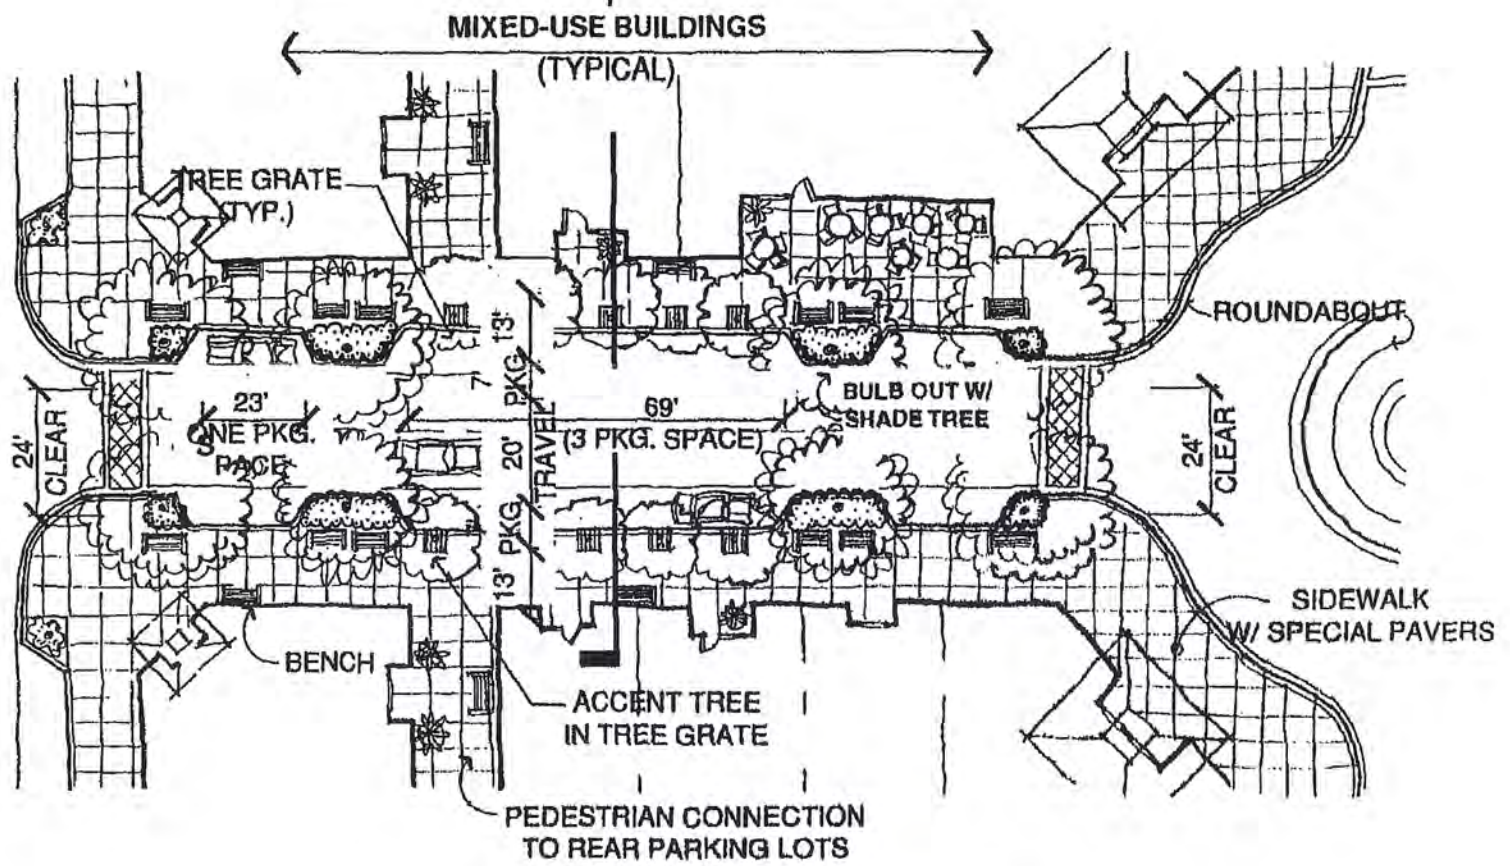 MIXED-USE BUILDINGS
(TYPICAL)
TREE GRATE
(TYP.)
ROUNDABOUT
13'
PKG.
BULB OUT W/
SHADE TREE
23'
ONE PKG.
SPACE
69'
(3 PKG. SPACE)
20'
TRAVEL
24'
CLEAR
24'
CLEAR
PKG
13'
BENCH
SIDEWALK
W/ SPECIAL PAVERS
ACCENT TREE
IN TREE GRATE
PEDESTRIAN CONNECTION
TO REAR PARKING LOTS